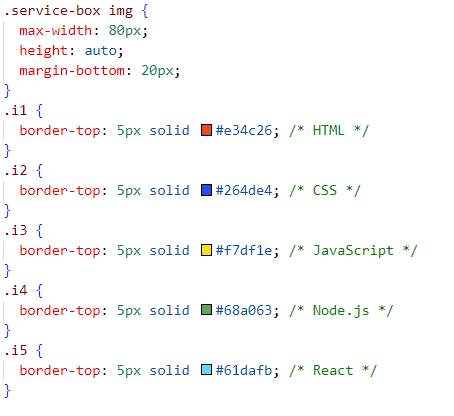 .service-box img {
  max-width: 80px;
  height: auto;
  margin-bottom: 20px;
}
.i1 {
  border-top: 5px solid #e34c26; /* HTML */
}
.i2 {
  border-top: 5px solid #264de4; /* CSS */
}
.i3 {
  border-top: 5px solid #f7df1e; /* JavaScript */
}
.i4 {
  border-top: 5px solid #68a063; /* Node.js */
}
.i5 {
  border-top: 5px solid #61dafb; /* React */
}